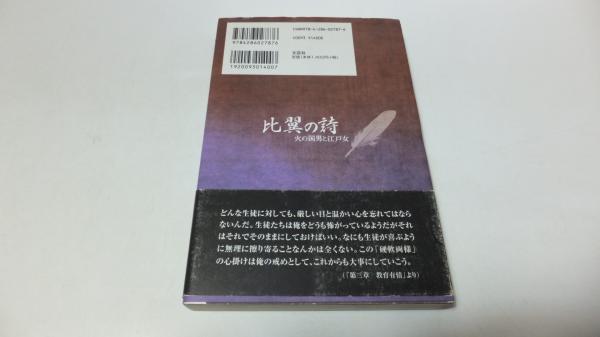 9784286027876
1920093014007
ISBN978-4-286-02787-6
C0093 ¥1400E
文芸社
定価(本体1,400円+税)
比翼の詩
火の国男と江戸女
どんな生徒に対しても、厳しい目と温かい心を忘れてはなら
ないんだ。生徒たちは俺をどうも怖がっているようだがそれ
はそれでそのままにしておけばいい。なにも生徒が喜ぶよう
に無理に擦り寄ることなんかは全くない。この「硬軟両様」
の心掛けは俺の戒めとして、これからも大事にしていこう。
(「第三章 教育有情」より)